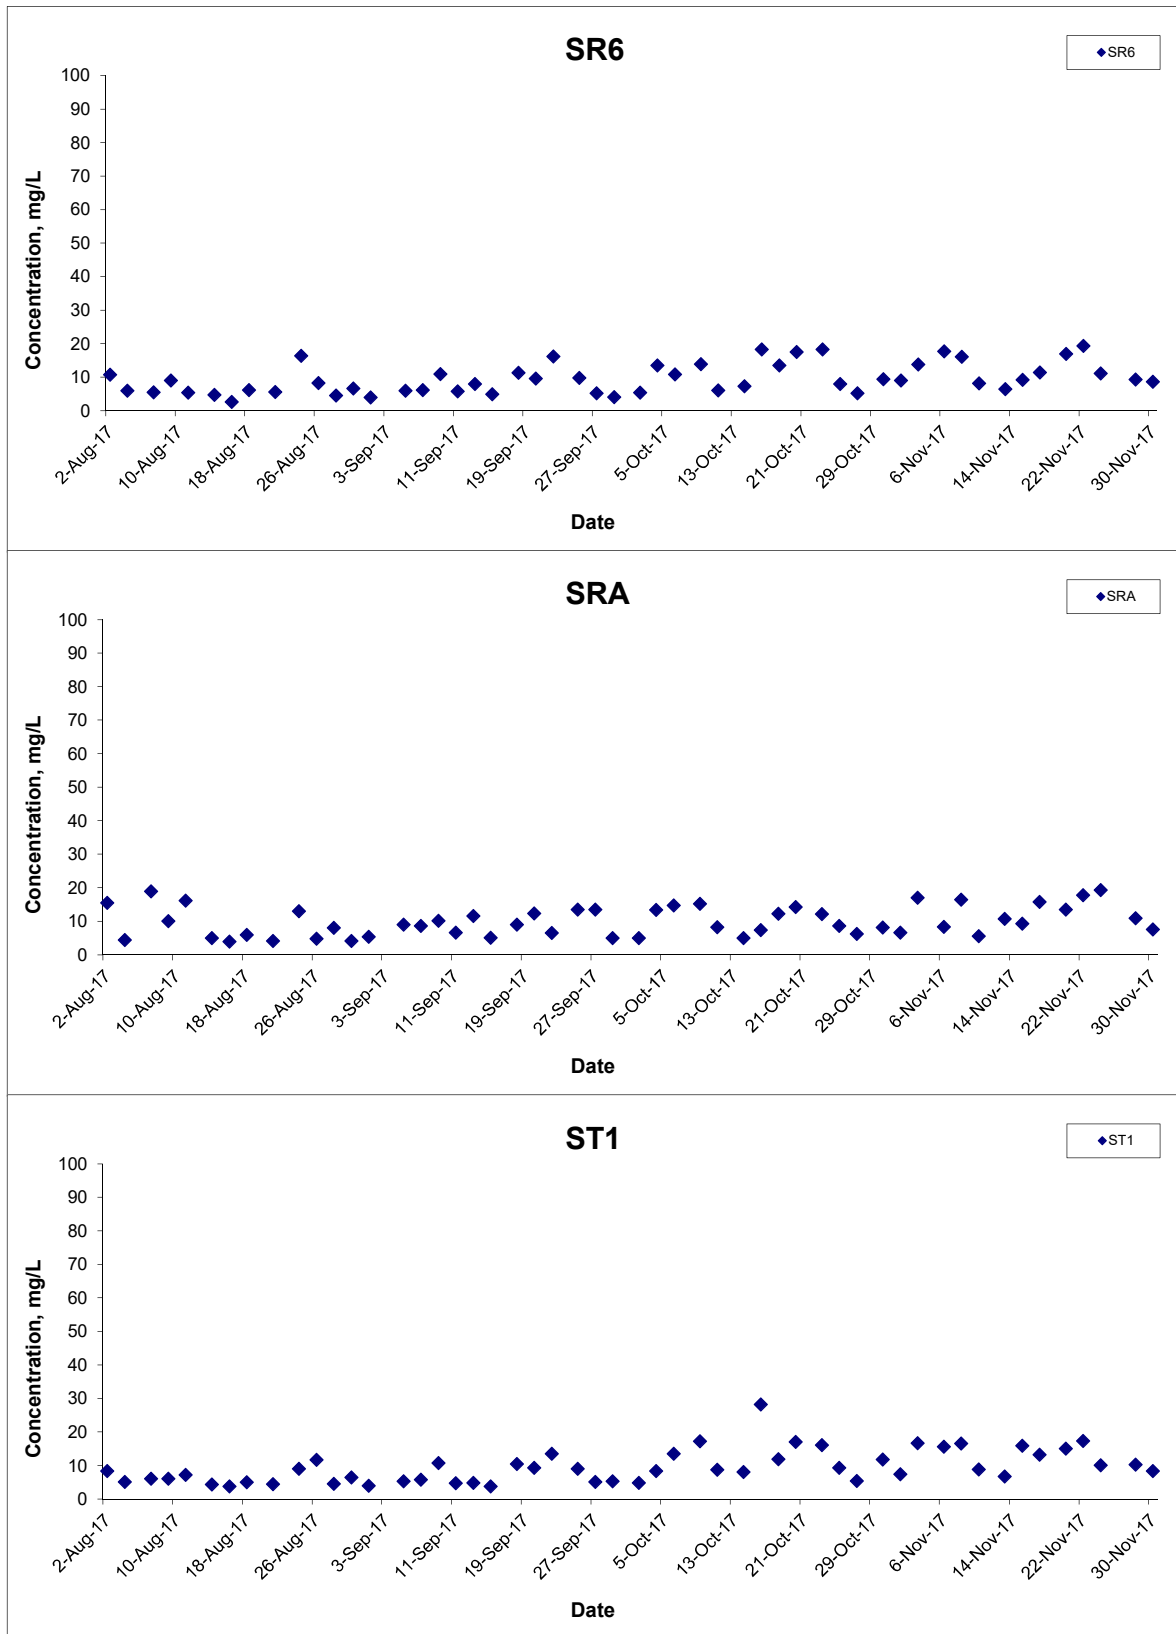 SR6
SR6
100
90
80
70
60
50
40
30
20
10
0
Concentration, mg/L
2-Aug-17
10-Aug-17
18-Aug-17
26-Aug-17
3-Sep-17
11-Sep-17
19-Sep-17
27-Sep-17
5-Oct-17
13-Oct-17
21-Oct-17
29-Oct-17
6-Nov-17
14-Nov-17
22-Nov-17
30-Nov-17
Date
SRA
SRA
100
90
80
70
60
50
40
30
20
10
0
Concentration, mg/L
2-Aug-17
10-Aug-17
18-Aug-17
26-Aug-17
3-Sep-17
11-Sep-17
19-Sep-17
27-Sep-17
5-Oct-17
13-Oct-17
21-Oct-17
29-Oct-17
6-Nov-17
14-Nov-17
22-Nov-17
30-Nov-17
Date
ST1
ST1
100
90
80
70
60
50
40
30
20
10
0
Concentration, mg/L
2-Aug-17
10-Aug-17
18-Aug-17
26-Aug-17
3-Sep-17
11-Sep-17
19-Sep-17
27-Sep-17
5-Oct-17
13-Oct-17
21-Oct-17
29-Oct-17
6-Nov-17
14-Nov-17
22-Nov-17
30-Nov-17
Date